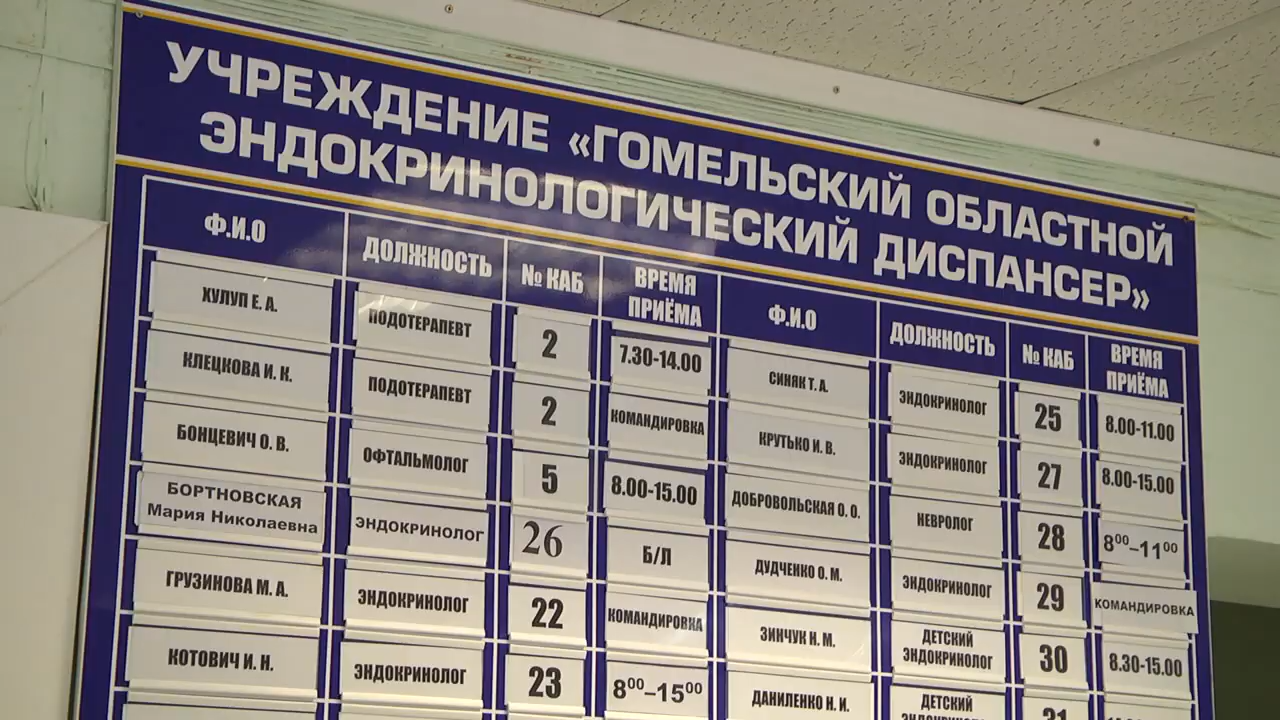 УЧРЕЖДЕНИЕ «ГОМЕЛЬСКИЙ ОБЛАСТНОЙ
ЭНДОКРИНОЛОГИЧЕСКИЙ ДИСПАНСЕР»
Ф.И.О ДОЛЖНОСТЬ № КАБ ВРЕМЯ ПРИЁМА
ХУЛУП Е. А. ПОДОТЕРАПЕВТ 2 7.30-14.00
КЛЕЦКОВА И. К. ПОДОТЕРАПЕВТ 2 КОМАНДИРОВКА
БОНЦЕВИЧ О. В. ОФТАЛЬМОЛОГ 5 8.00-15.00
БОРТНОВСКАЯ
Мария Николаевна ЭНДОКРИНОЛОГ 26 Б/Л
ГРУЗИНОВА М. А. ЭНДОКРИНОЛОГ 22 КОМАНДИРОВКА
КОТОВИЧ И. Н. ЭНДОКРИНОЛОГ 23 8⁰⁰–15⁰⁰
Ф.И.О ДОЛЖНОСТЬ № КАБ ВРЕМЯ ПРИЁМА
СИНЯК Т. А. ЭНДОКРИНОЛОГ 25 8.00-11.00
КРУТЬКО И. В. ЭНДОКРИНОЛОГ 27 8.00-15.00
ДОБРОВОЛЬСКАЯ О. О. НЕВРОЛОГ 28 8⁰⁰–11⁰⁰
ДУДЧЕНКО О. М. ЭНДОКРИНОЛОГ 29 КОМАНДИРОВКА
ЗИНЧУК Н. М. ДЕТСКИЙ ЭНДОКРИНОЛОГ 30 8.30-15.00
ДАНИЛЕНКО Н. И. ДЕТСКИЙ